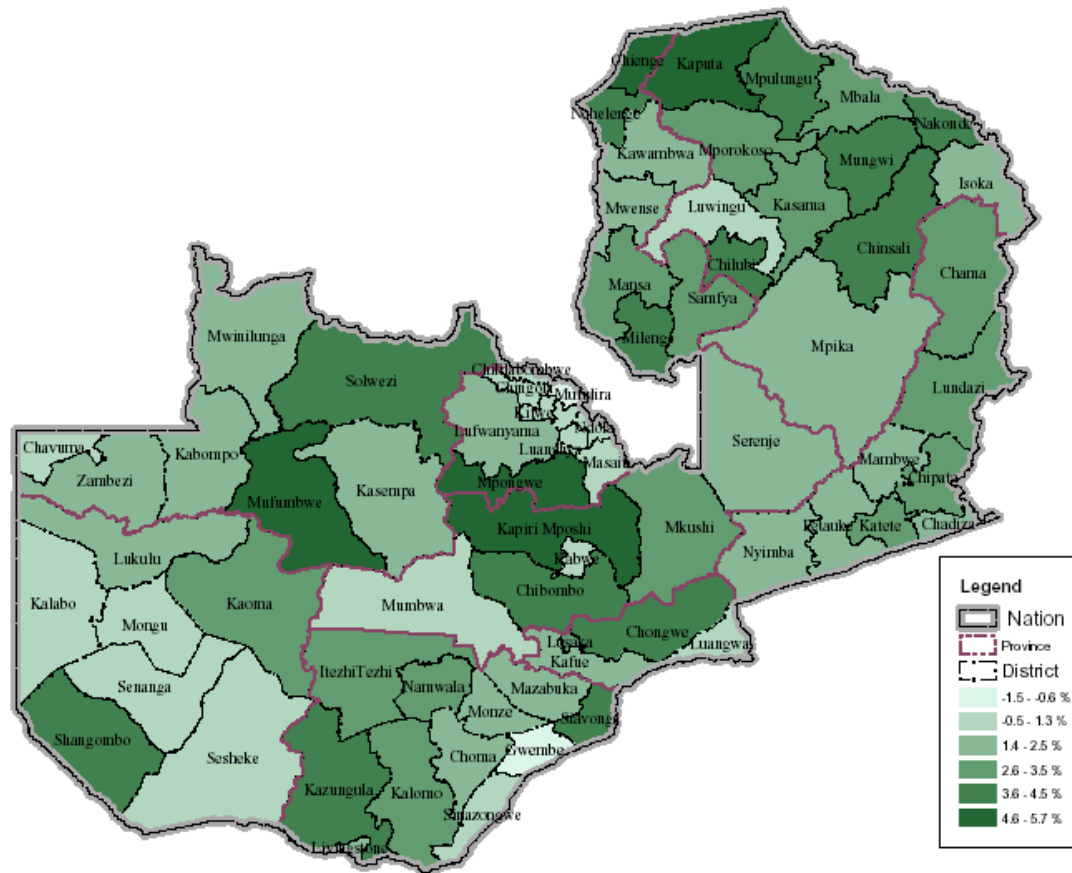 Chienge
Kaputa
Mpulungu
Mbala
Nchelenge
Nakonde
Kawambwa
Mporokoso
Mungwi
Isoka
Mwense
Luwingu
Kasama
Chinsali
Chilubi
Chama
Mansa
Samfya
Milenge
Mpika
Mwinilunga
Solwezi
Lundazi
Mufulira
Kitwe
Lufwanyama
Ndola
Luanshya
Masaiti
Serenje
Mambwe
Chipata
Chavuma
Kabompo
Zambezi
Mufumbwe
Kasempa
Mpongwe
Kapiri Mposhi
Mkushi
Petauke
Katete
Chadiza
Nyimba
Kabwe
Lukulu
Kaoma
Chibombo
Kalabo
Mumbwa
Mongu
Chongwe
Lusaka
Luangwa
Kafue
Senanga
ItezhiTezhi
Namwala
Mazabuka
Monze
Siavonga
Shangombo
Sesheke
Choma
Gwembe
Kazungula
Kalomo
Sinazongwe
Livingstone
Legend
Nation
Province
District
-1.5 - -0.6 %
-0.5 - 1.3 %
1.4 - 2.5 %
2.6 - 3.5 %
3.6 - 4.5 %
4.6 - 5.7 %